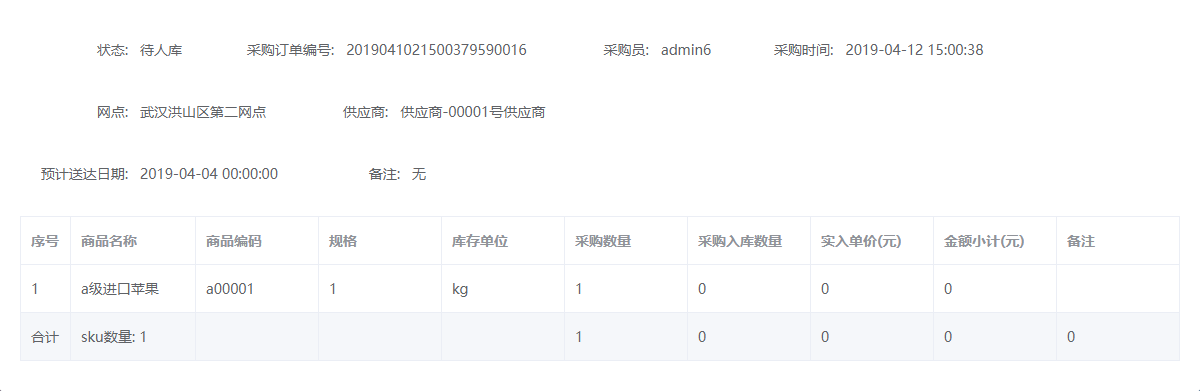 状态: 待人库 采购订单编号: 2019041021500379590016 采购员: admin6 采购时间: 2019-04-12 15:00:38
网点: 武汉洪山区第二网点 供应商: 供应商-00001号供应商
预计送达日期: 2019-04-04 00:00:00 备注: 无
序号 商品名称 商品编码 规格 库存单位 采购数量 采购入库数量 实入单价(元) 金额小计(元) 备注
1 a级进口苹果 a00001 1 kg 1 0 0 0
合计 sku数量: 1 1 0 0 0 0